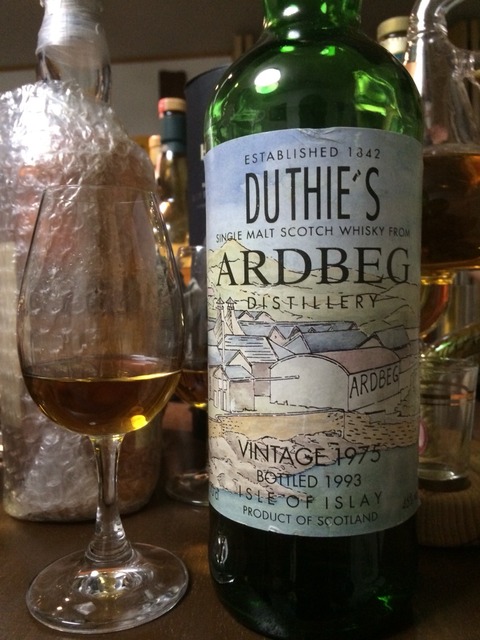 ESTABLISHED 1842
DUTHIE'S
SINGLE MALT SCOTCH WHISKY FROM
ARDBEG
DISTILLERY
ARDBEG
VINTAGE 1975
BOTTLED 1993
ISLE OF ISLAY
PRODUCT OF SCOTLAND